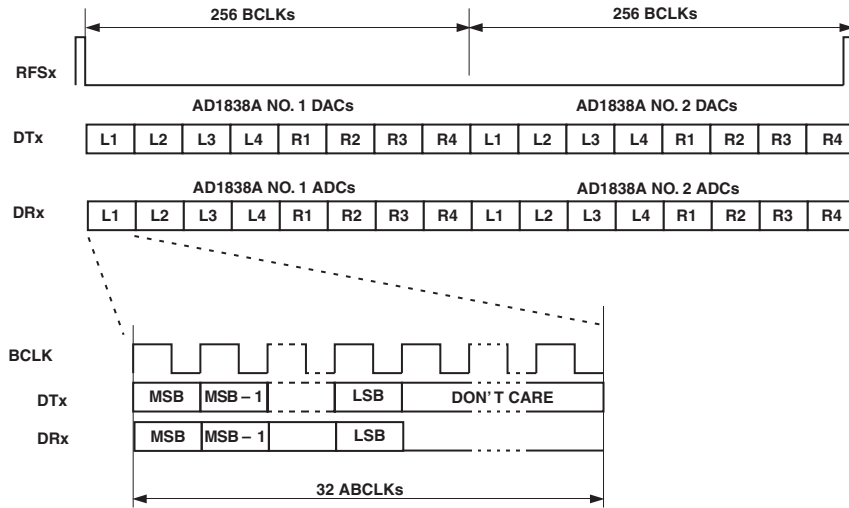 256 BCLKs 256 BCLKs
RFSx
AD1838A NO. 1 DACs AD1838A NO. 2 DACs
DTx L1 L2 L3 L4 R1 R2 R3 R4 L1 L2 L3 L4 R1 R2 R3 R4
AD1838A NO. 1 ADCs AD1838A NO. 2 ADCs
DRx L1 L2 L3 L4 R1 R2 R3 R4 L1 L2 L3 L4 R1 R2 R3 R4
BCLK
DTx MSB MSB – 1 LSB DON'T CARE
DRx MSB MSB – 1 LSB
32 ABCLKs